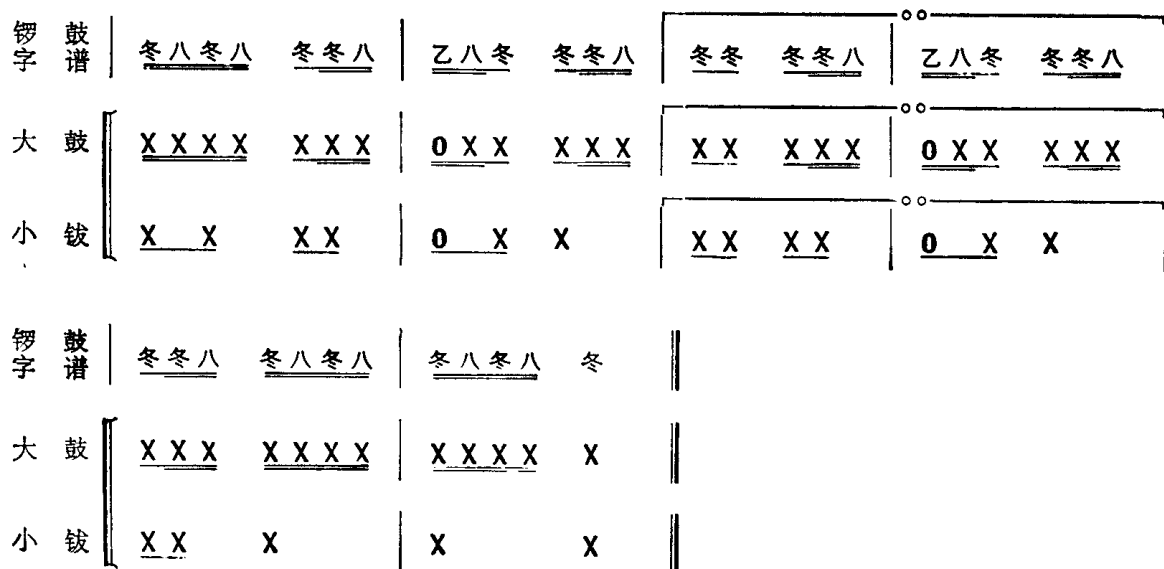 锣鼓字谱 冬八冬八 冬冬八 乙八冬 冬冬八 冬冬 冬冬八 乙八冬 冬冬八
大鼓 X X X X X X X 0 X X X X X X X X X X 0 X X X X X
小钹 X X X X 0 X X X X X X 0 X X
锣鼓字谱 冬冬八 冬八冬八 冬八冬八 冬
大鼓 X X X X X X X X X X X X
小钹 X X X X X